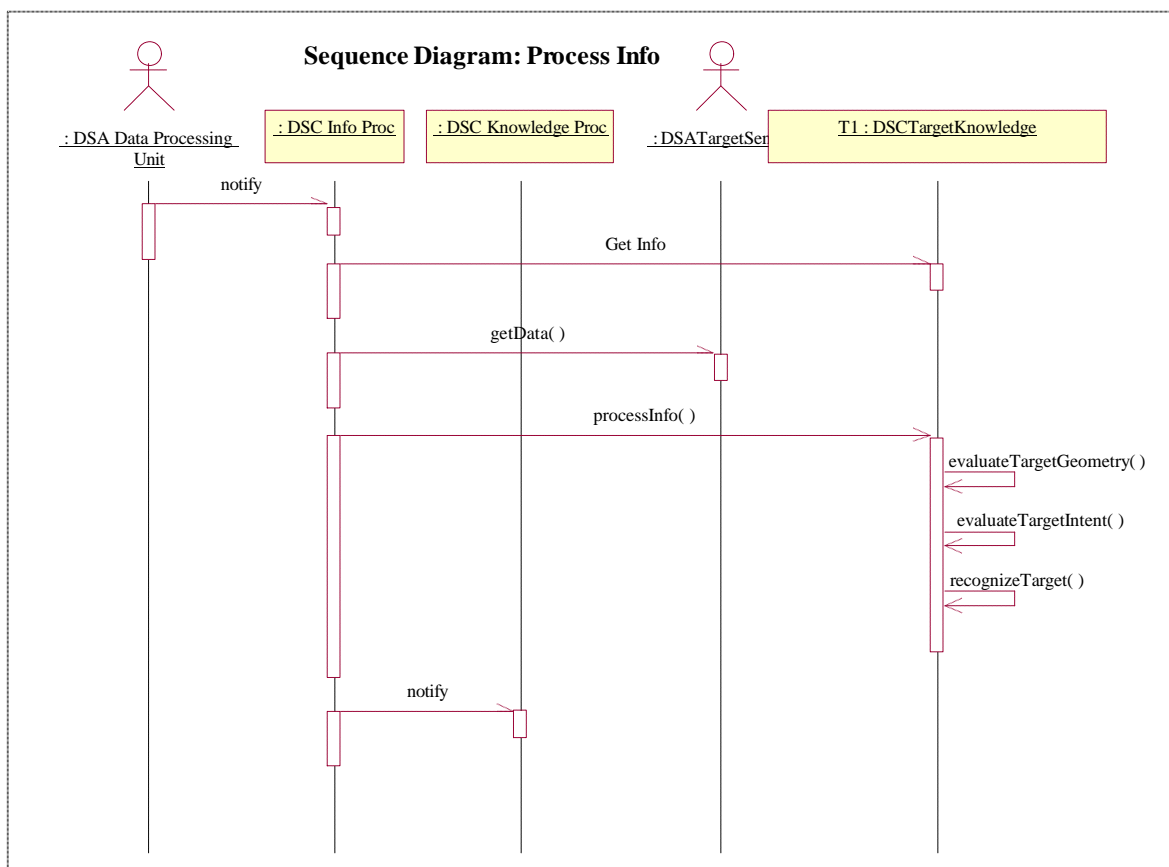 Sequence Diagram: Process Info
: DSA Data Processing
Unit
: DSC Info Proc
: DSC Knowledge Proc
: DSATargetSen
T1 : DSCTargetKnowledge
notify
Get Info
getData( )
processInfo( )
evaluateTargetGeometry( )
evaluateTargetIntent( )
recognizeTarget( )
notify